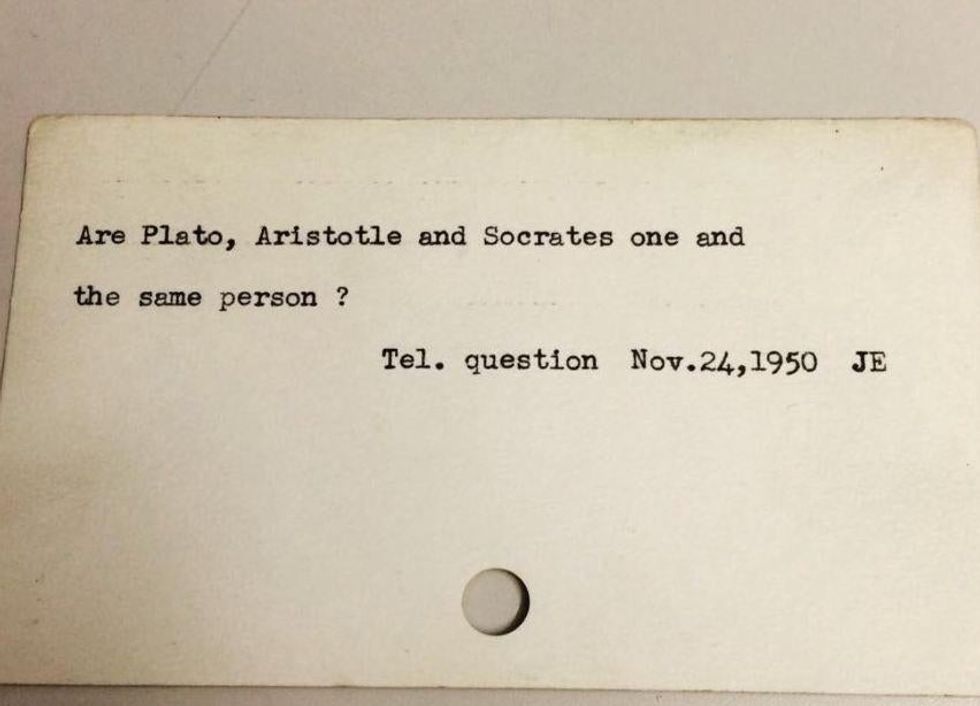 Are Plato, Aristotle and Socrates one and
the same person ?
Tel. question Nov.24,1950 JE